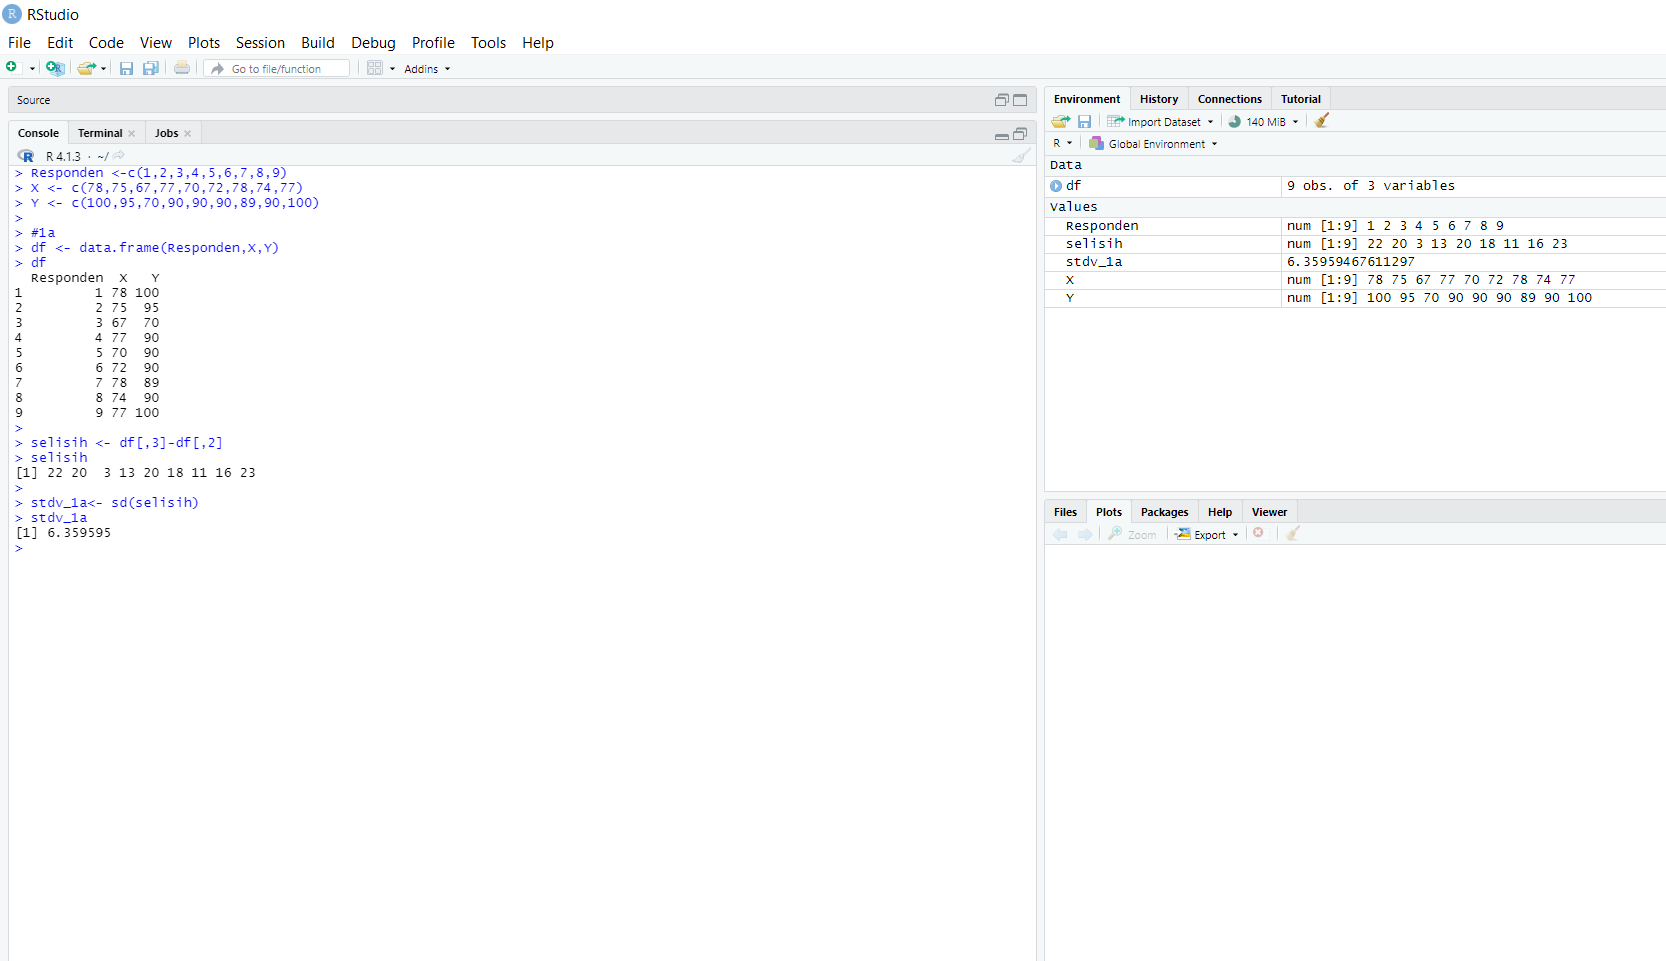 RStudio
File Edit Code View Plots Session Build Debug Profile Tools Help
Go to file/function Addins
Source
Console Terminal Jobs
R 4.1.3 · ~/
> Responden <-c(1,2,3,4,5,6,7,8,9)
> X <- c(78,75,67,77,70,72,78,74,77)
> Y <- c(100,95,70,90,90,90,89,90,100)
>
> #1a
> df <- data.frame(Responden,X,Y)
> df
  Responden  X   Y
1         1 78 100
2         2 75  95
3         3 67  70
4         4 77  90
5         5 70  90
6         6 72  90
7         7 78  89
8         8 74  90
9         9 77 100
>
> selisih <- df[,3]-df[,2]
> selisih
[1] 22 20  3 13 20 18 11 16 23
>
> stdv_1a<- sd(selisih)
> stdv_1a
[1] 6.359595
>
Environment History Connections Tutorial
Import Dataset 140 MiB
R Global Environment
Data
df 9 obs. of 3 variables
Values
Responden num [1:9] 1 2 3 4 5 6 7 8 9
selisih num [1:9] 22 20 3 13 20 18 11 16 23
stdv_1a 6.35959467611297
X num [1:9] 78 75 67 77 70 72 78 74 77
Y num [1:9] 100 95 70 90 90 90 89 90 100
Files Plots Packages Help Viewer
Zoom Export